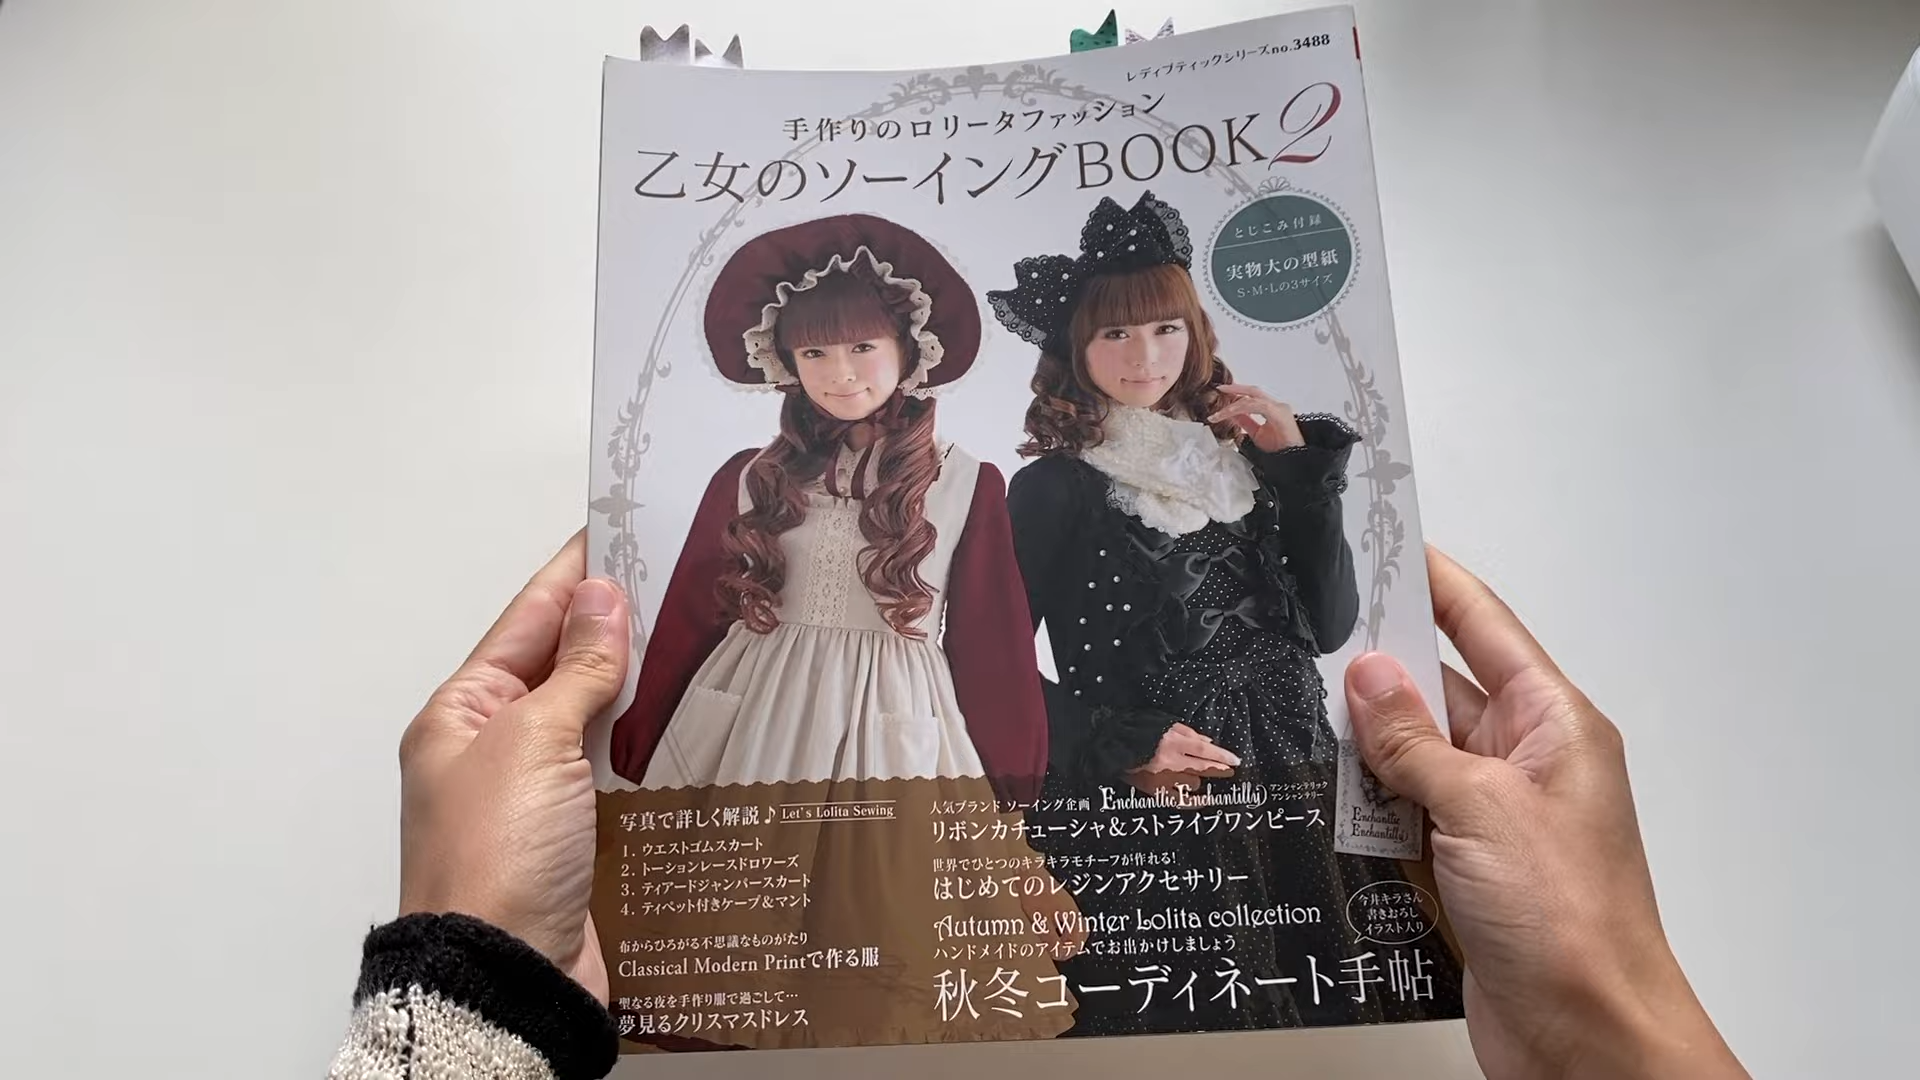 レディブティックシリーズno.3488
手作りのロリータファッション
乙女のソーイングBOOK2
とじこみ付録
実物大の型紙
S・M・Lの3サイズ
写真で詳しく解説♪ Let's Lolita Sewing
1. ウエストゴムスカート
2. トーションレースドロワーズ
3. ティアードジャンパースカート
4. ティペット付きケープ&マント
布からひろがる不思議なものがたり
Classical Modern Printで作る服
聖なる夜を手作り服で過ごして…
夢見るクリスマスドレス
人気ブランド ソーイング企画 Enchantlic Enchantilly アンシャンテリック アンシャンテリー
リボンカチューシャ&ストライプワンピース
世界でひとつのキラキラモチーフが作れる!
はじめてのレジンアクセサリー
Autumn & Winter Lolita collection
ハンドメイドのアイテムでお出かけしましょう
秋冬コーディネート手帖
Enchantlic
Enchantilly
今井キラさん
書きおろし
イラスト入り